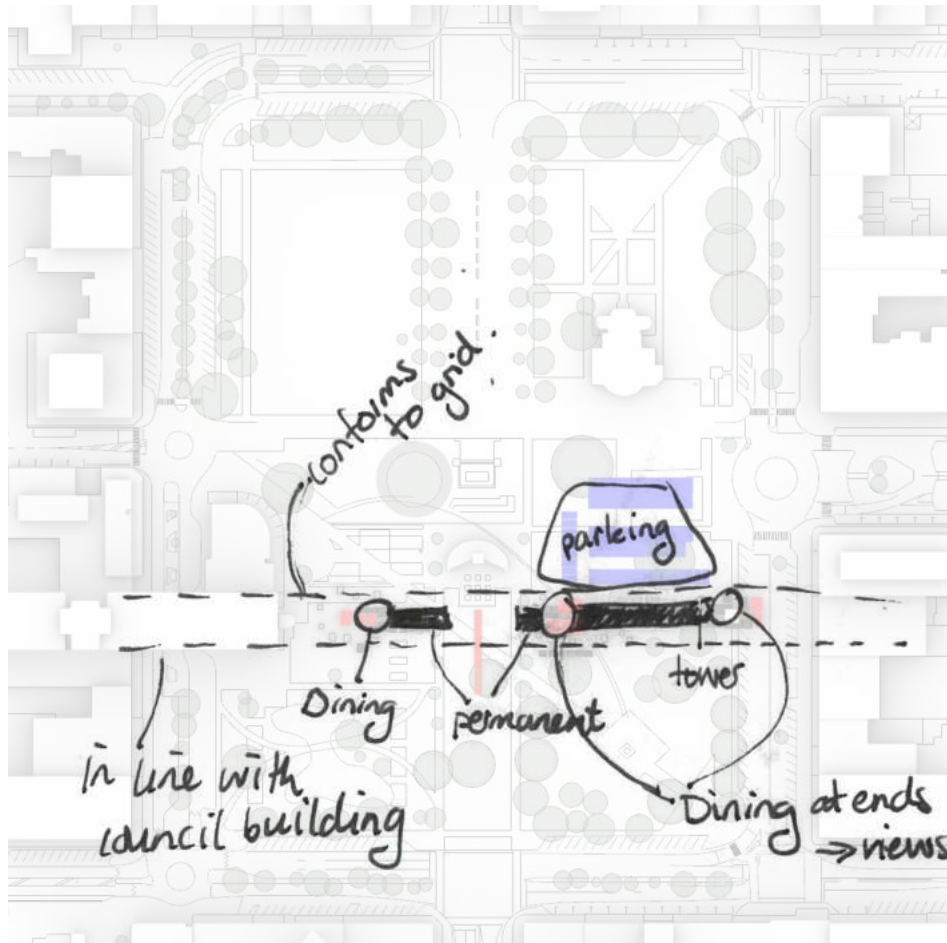 conforms
to grid.
parking
tower
Dining
permanent
in line with
council building
Dining at ends
→ views